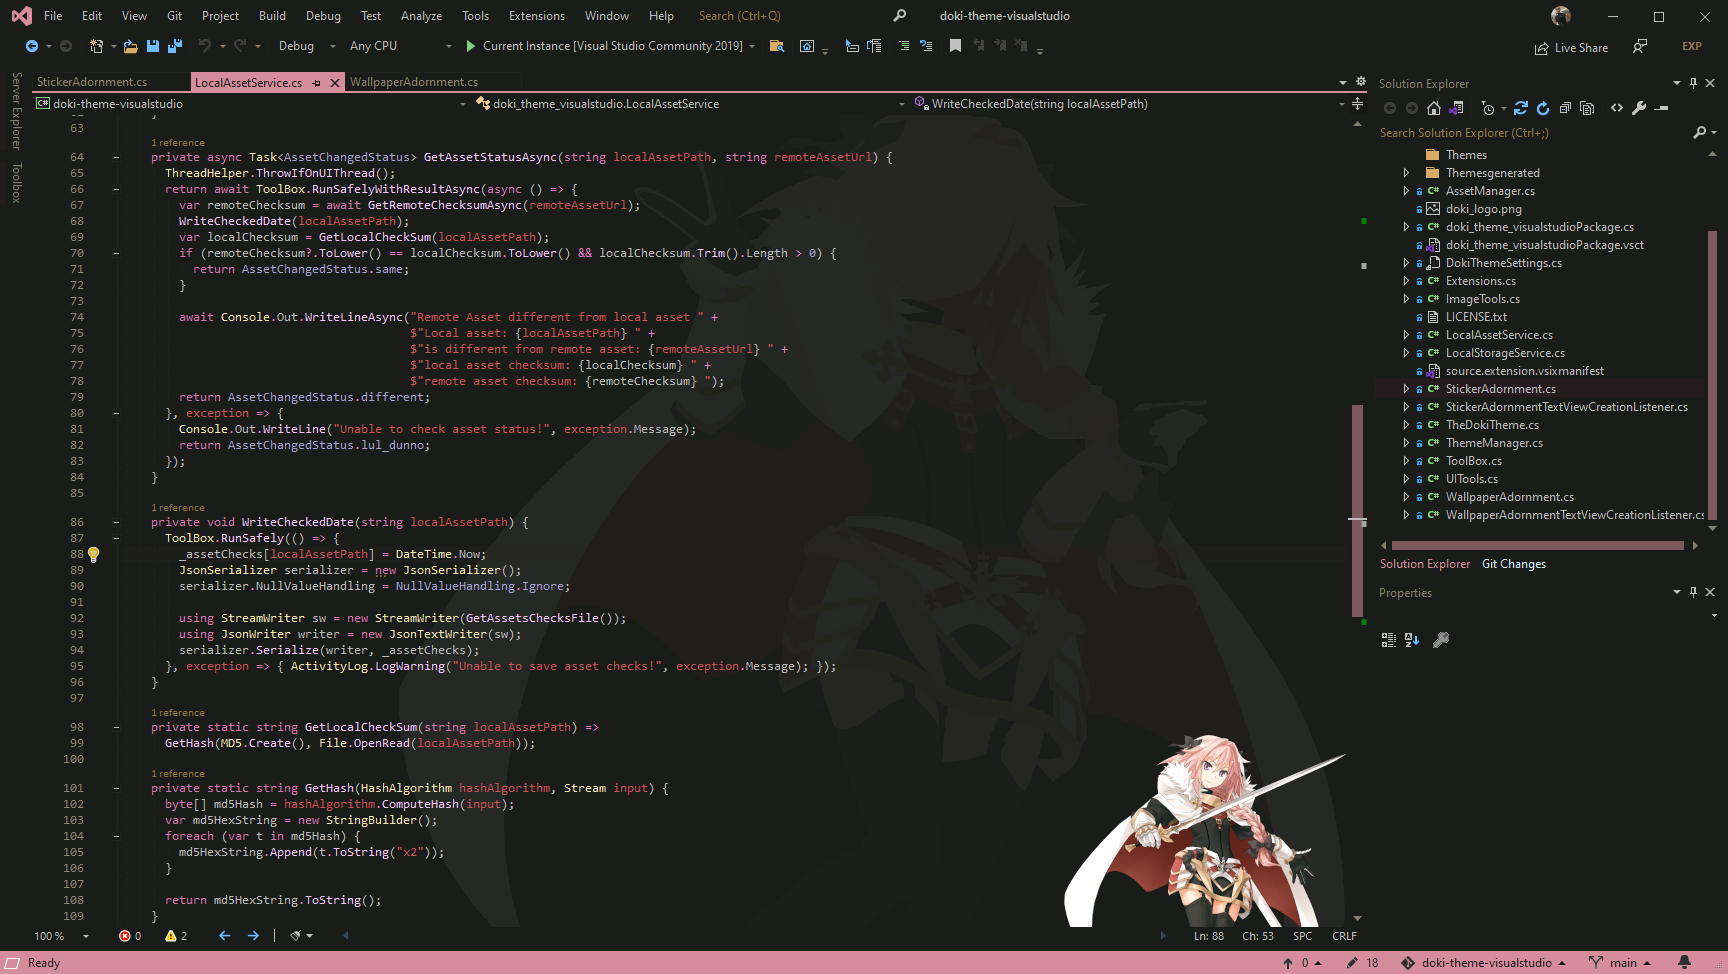 File Edit View Git Project Build Debug Test Analyze Tools Extensions Window Help Search (Ctrl+Q) doki-theme-visualstudio
Debug Any CPU Current Instance [Visual Studio Community 2019] Live Share EXP
Server Explorer
Toolbox
StickerAdornment.cs LocalAssetService.cs WallpaperAdornment.cs
doki-theme-visualstudio doki_theme_visualstudio.LocalAssetService WriteCheckedDate(string localAssetPath)
63
1 reference
64 private async Task<AssetChangedStatus> GetAssetStatusAsync(string localAssetPath, string remoteAssetUrl) {
65 ThreadHelper.ThrowIfOnUIThread();
66 return await ToolBox.RunSafelyWithResultAsync(async () => {
67 var remoteChecksum = await GetRemoteChecksumAsync(remoteAssetUrl);
68 WriteCheckedDate(localAssetPath);
69 var localChecksum = GetLocalCheckSum(localAssetPath);
70 if (remoteChecksum?.ToLower() == localChecksum.ToLower() && localChecksum.Trim().Length > 0) {
71 return AssetChangedStatus.same;
72 }
73
74 await Console.Out.WriteLineAsync("Remote Asset different from local asset " +
75 $"Local asset: {localAssetPath} " +
76 $"is different from remote asset: {remoteAssetUrl} " +
77 $"local asset checksum: {localChecksum} " +
78 $"remote asset checksum: {remoteChecksum} ");
79 return AssetChangedStatus.different;
80 }, exception => {
81 Console.Out.WriteLine("Unable to check asset status!", exception.Message);
82 return AssetChangedStatus.lul_dunno;
83 });
84 }
85
1 reference
86 private void WriteCheckedDate(string localAssetPath) {
87 ToolBox.RunSafely(() => {
88 _assetChecks[localAssetPath] = DateTime.Now;
89 JsonSerializer serializer = new JsonSerializer();
90 serializer.NullValueHandling = NullValueHandling.Ignore;
91
92 using StreamWriter sw = new StreamWriter(GetAssetsChecksFile());
93 using JsonWriter writer = new JsonTextWriter(sw);
94 serializer.Serialize(writer, _assetChecks);
95 }, exception => { ActivityLog.LogWarning("Unable to save asset checks!", exception.Message); });
96 }
97
1 reference
98 private static string GetLocalCheckSum(string localAssetPath) =>
99 GetHash(MD5.Create(), File.OpenRead(localAssetPath));
100
1 reference
101 private static string GetHash(HashAlgorithm hashAlgorithm, Stream input) {
102 byte[] md5Hash = hashAlgorithm.ComputeHash(input);
103 var md5HexString = new StringBuilder();
104 foreach (var t in md5Hash) {
105 md5HexString.Append(t.ToString("x2"));
106 }
107
108 return md5HexString.ToString();
109 }
100 % 0 2 Ln: 88 Ch: 53 SPC CRLF
Solution Explorer
Search Solution Explorer (Ctrl+;)
Themes
Themesgenerated
AssetManager.cs
doki_logo.png
doki_theme_visualstudioPackage.cs
doki_theme_visualstudioPackage.vsct
DokiThemeSettings.cs
Extensions.cs
ImageTools.cs
LICENSE.txt
LocalAssetService.cs
LocalStorageService.cs
source.extension.vsixmanifest
StickerAdornment.cs
StickerAdornmentTextViewCreationListener.cs
TheDokiTheme.cs
ThemeManager.cs
ToolBox.cs
UITools.cs
WallpaperAdornment.cs
WallpaperAdornmentTextViewCreationListener.cs
Solution Explorer Git Changes
Properties
Ready 0 18 doki-theme-visualstudio main